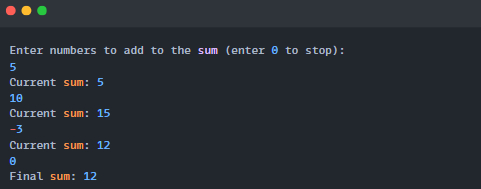 Enter numbers to add to the sum (enter 0 to stop):
5
Current sum: 5
10
Current sum: 15
-3
Current sum: 12
0
Final sum: 12